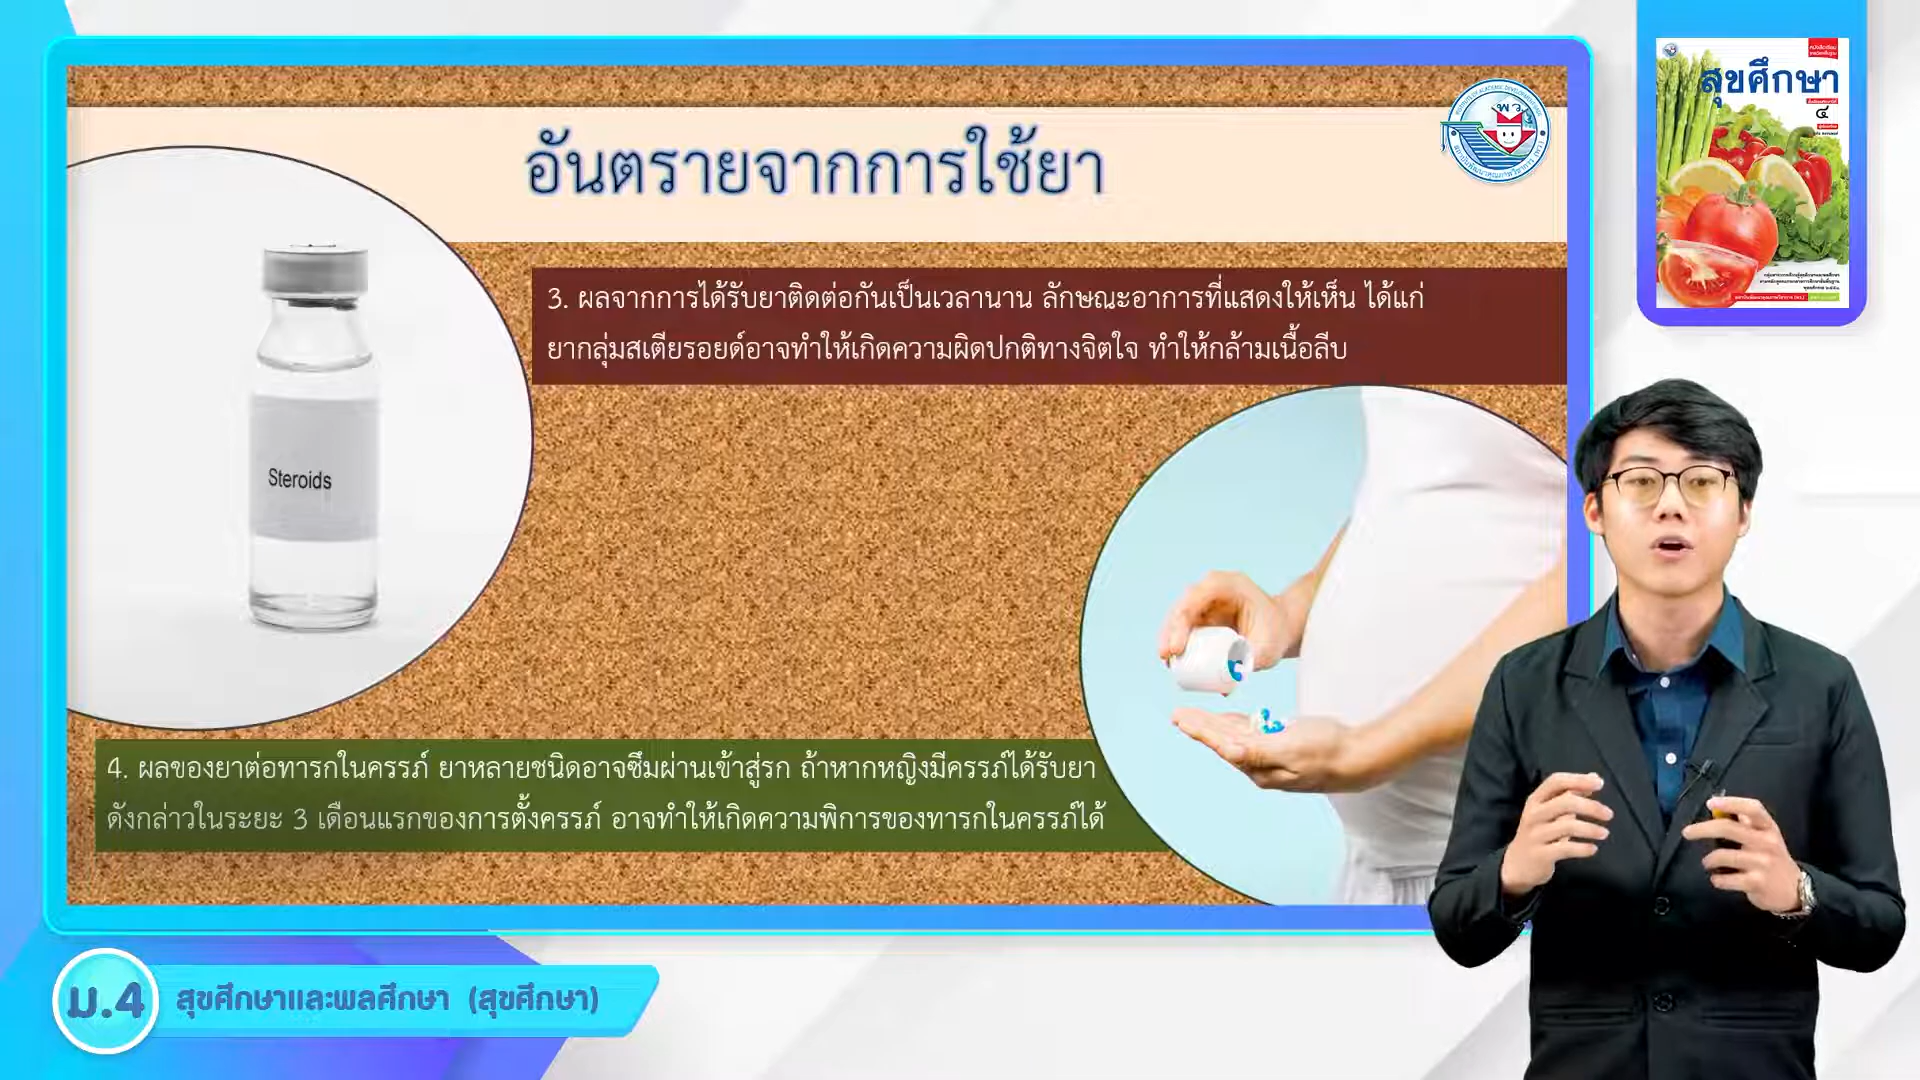 อันตรายจากการใช้ยา
3. ผลจากการได้รับยาติดต่อกันเป็นเวลานาน ลักษณะอาการที่แสดงให้เห็น ได้แก่
ยากลุ่มสเตียรอยด์อาจทำให้เกิดความผิดปกติทางจิตใจ ทำให้กล้ามเนื้อลีบ
Steroids
4. ผลของยาต่อทารกในครรภ์ ยาหลายชนิดอาจซึมผ่านเข้าสู่รก ถ้าหากหญิงมีครรภ์ได้รับยา
ดังกล่าวในระยะ 3 เดือนแรกของการตั้งครรภ์ อาจทำให้เกิดความพิการของทารกในครรภ์ได้
พว
สุขศึกษา
๔
ม.4 สุขศึกษาและพลศึกษา (สุขศึกษา)